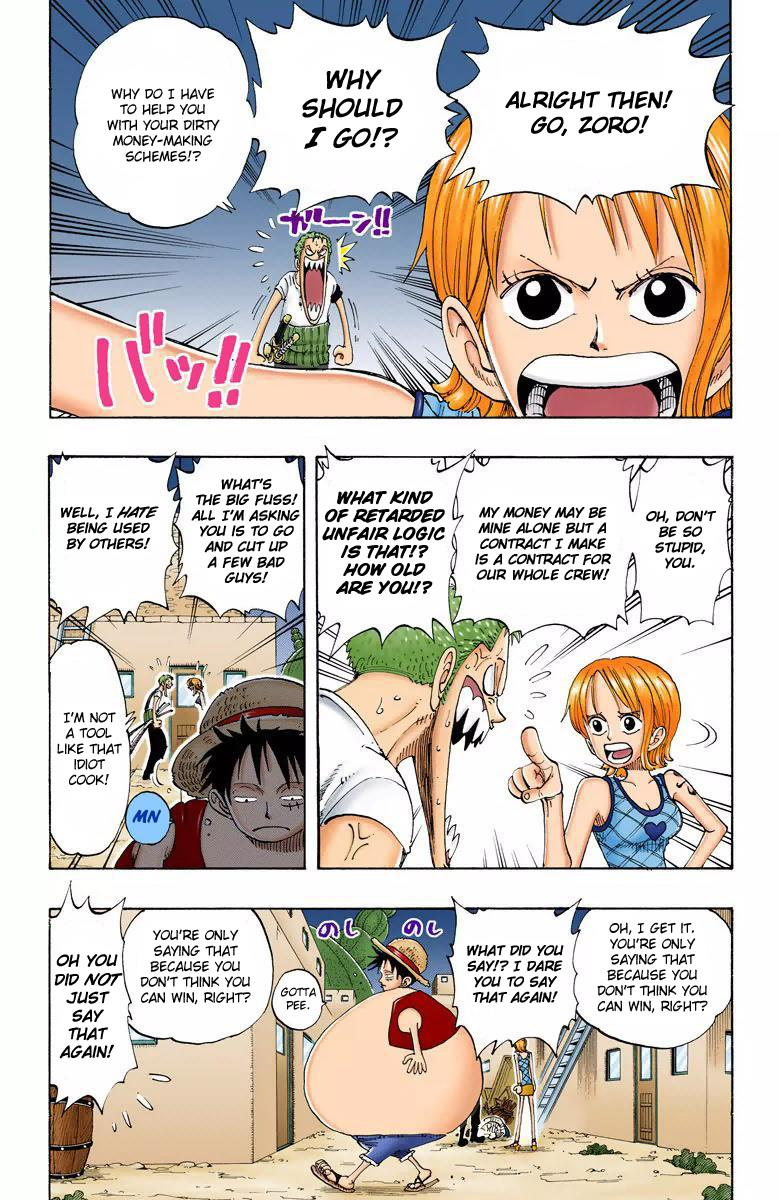 ALRIGHT THEN!
GO, ZORO!
WHY
SHOULD
I GO!?
WHY DO I HAVE
TO HELP YOU
WITH YOUR DIRTY
MONEY-MAKING
SCHEMES!?
ガーン!!
バッ!!
OH, DON'T
BE SO
STUPID,
YOU.
MY MONEY MAY BE
MINE ALONE BUT A
CONTRACT I MAKE
IS A CONTRACT FOR
OUR WHOLE CREW!
WHAT KIND
OF RETARDED
UNFAIR LOGIC
IS THAT!?
HOW OLD
ARE YOU!?
WHAT'S
THE BIG FUSS!
ALL I'M ASKING
YOU IS TO GO
AND CUT UP
A FEW BAD
GUYS!
WELL, I HATE
BEING USED
BY OTHERS!
I'M NOT
A TOOL
LIKE THAT
IDIOT
COOK!
MN
OH, I GET IT.
YOU'RE ONLY
SAYING THAT
BECAUSE YOU
DON'T THINK YOU
CAN WIN, RIGHT?
WHAT DID YOU
SAY!? I DARE
YOU TO SAY
THAT AGAIN!
のし
のし
GOTTA
PEE.
YOU'RE ONLY
SAYING THAT
BECAUSE YOU
DON'T THINK YOU
CAN WIN, RIGHT?
OH YOU
DID NOT
JUST
SAY
THAT
AGAIN!